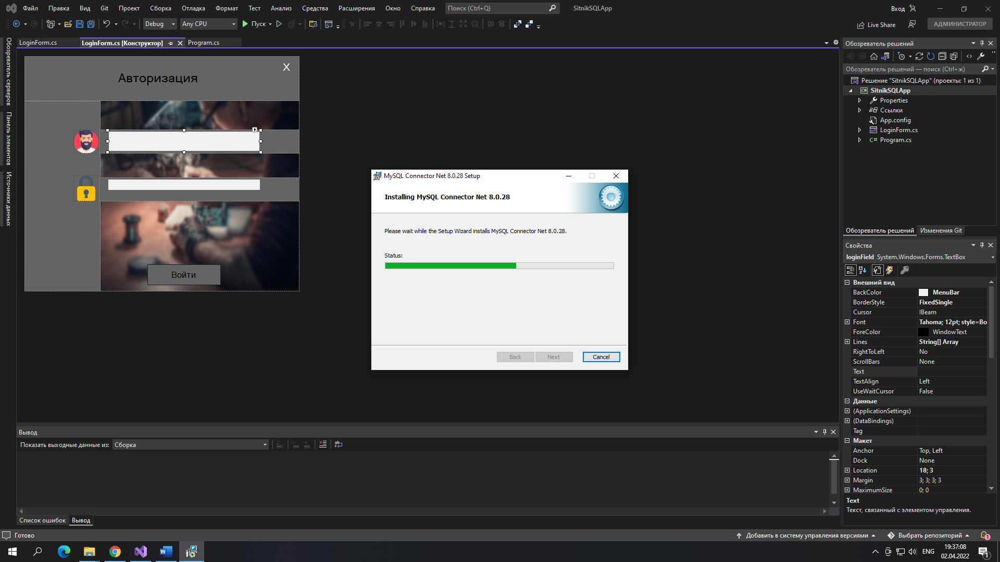 Файл Правка Вид Git Проект Сборка Отладка Формат Тест Анализ Средства Расширения Окно Справка Поиск (Ctrl+Q) SitnikSQLApp Вход
Debug Any CPU Пуск Live Share АДМИНИСТРАТОР
LoginForm.cs LoginForm.cs [Конструктор] Program.cs
Обозреватель серверов
Панель элементов
Источники данных
X
Авторизация
Войти
MySQL Connector Net 8.0.28 Setup
Installing MySQL Connector Net 8.0.28
Please wait while the Setup Wizard installs MySQL Connector Net 8.0.28.
Status:
Back Next Cancel
Обозреватель решений
Обозреватель решений — поиск (Ctrl+ж)
Решение "SitnikSQLApp" (проекты: 1 из 1)
C# SitnikSQLApp
Properties
Ссылки
App.config
LoginForm.cs
C# Program.cs
Обозреватель решений Изменения Git
Свойства
loginField System.Windows.Forms.TextBox
Внешний вид
BackColor MenuBar
BorderStyle FixedSingle
Cursor IBeam
Font Tahoma; 12pt; style=Bo
ForeColor WindowText
Lines String[] Array
RightToLeft No
ScrollBars None
Text
TextAlign Left
UseWaitCursor False
Данные
(ApplicationSettings)
(DataBindings)
Tag
Макет
Anchor Top, Left
Dock None
Location 18; 3
Margin 3; 3; 3; 3
MaximumSize 0; 0
Text
Текст, связанный с элементом управления.
Вывод
Показать выходные данные из: Сборка
Список ошибок Вывод
Готово Добавить в систему управления версиями Выбрать репозиторий 1
ENG 19:37:08
02.04.2022 1